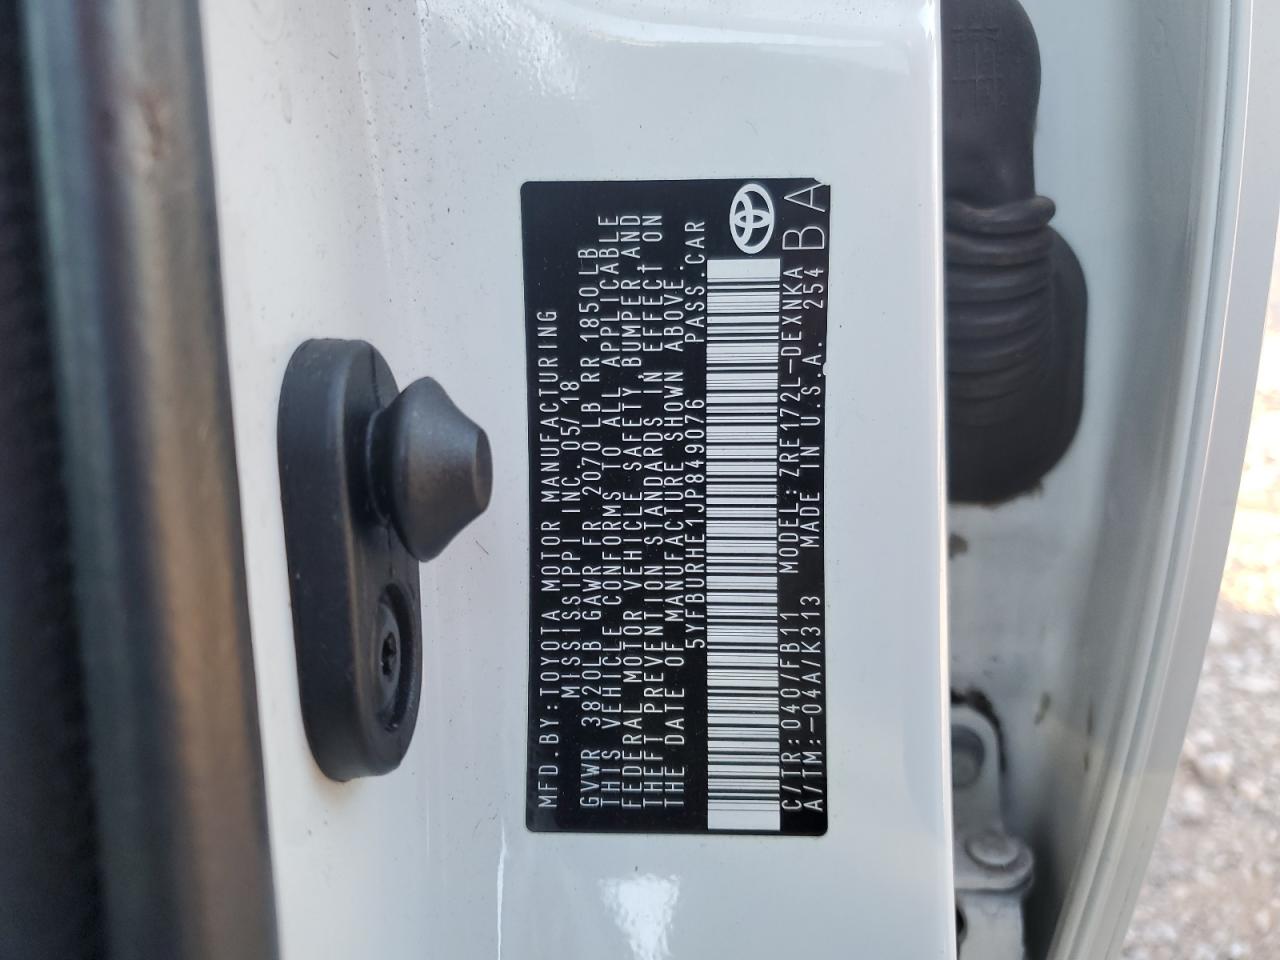 MFD.BY:TOYOTA MOTOR MANUFACTURING
MISSISSIPPI INC. 05/18
GVWR 3820LB GAWR FR 2070 LB RR 1850 LB
THIS VEHICLE CONFORMS TO ALL APPLICABLE
FEDERAL MOTOR VEHICLE SAFETY,BUMPER,AND
THEFT PREVENTION STANDARDS IN EFFECT ON
THE DATE OF MANUFACTURE SHOWN ABOVE.
5YFBURHE1JP849076 PASS.CAR
C/TR:040/FB11 MODEL:ZRE172L-DEXNKA
A/TM:-04A/K313 MADE IN U.S.A. 254
BA